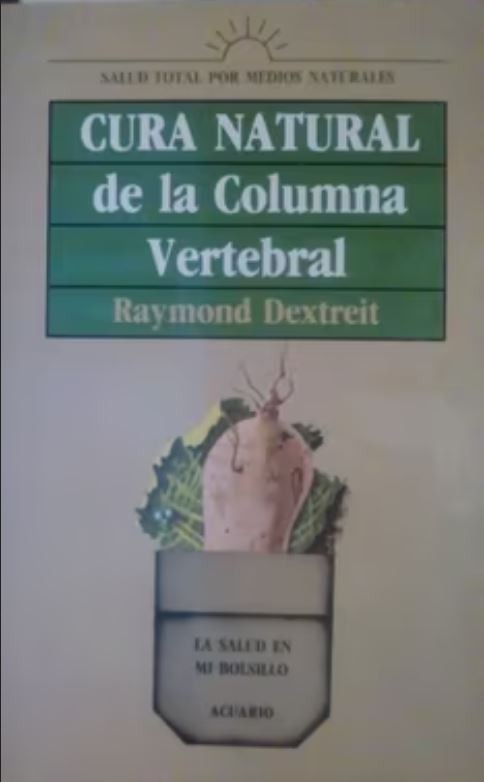 SALUD TOTAL POR MEDIOS NATURALES
CURA NATURAL
de la Columna
Vertebral
Raymond Dextreit
LA SALUD EN
MI BOLSILLO
ACUARIO